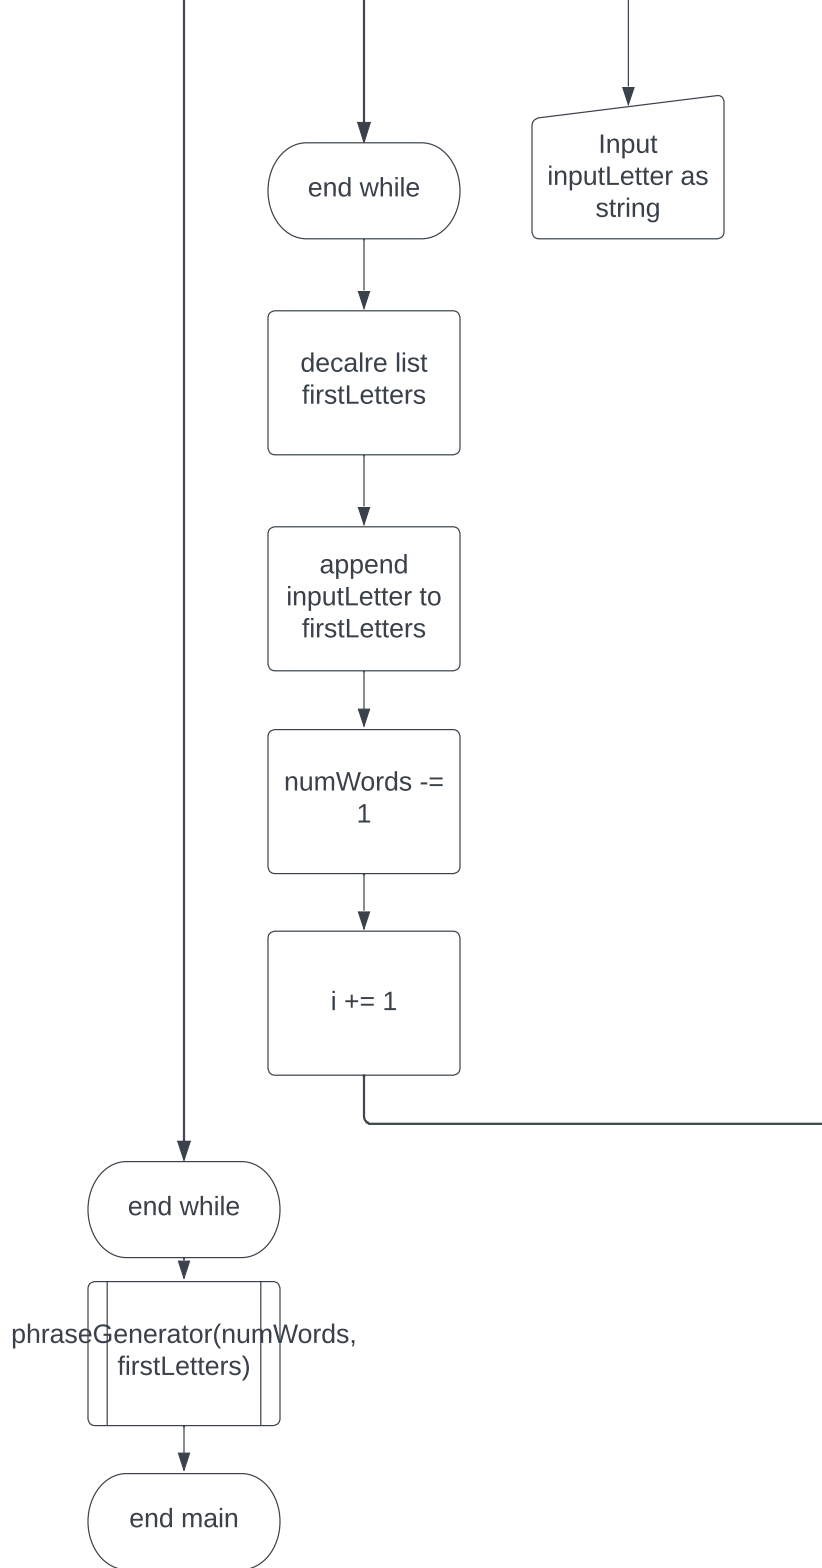 end while
Input
inputLetter as
string
decalre list
firstLetters
append
inputLetter to
firstLetters
numWords -=
1
i += 1
end while
phraseGenerator(numWords,
firstLetters)
end main